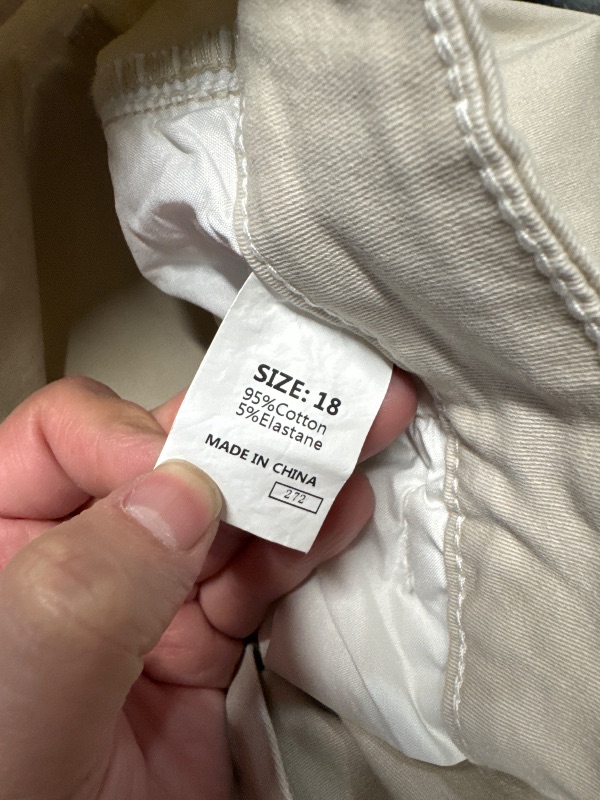 SIZE: 18
95%Cotton
5%Elastane
MADE IN CHINA
272